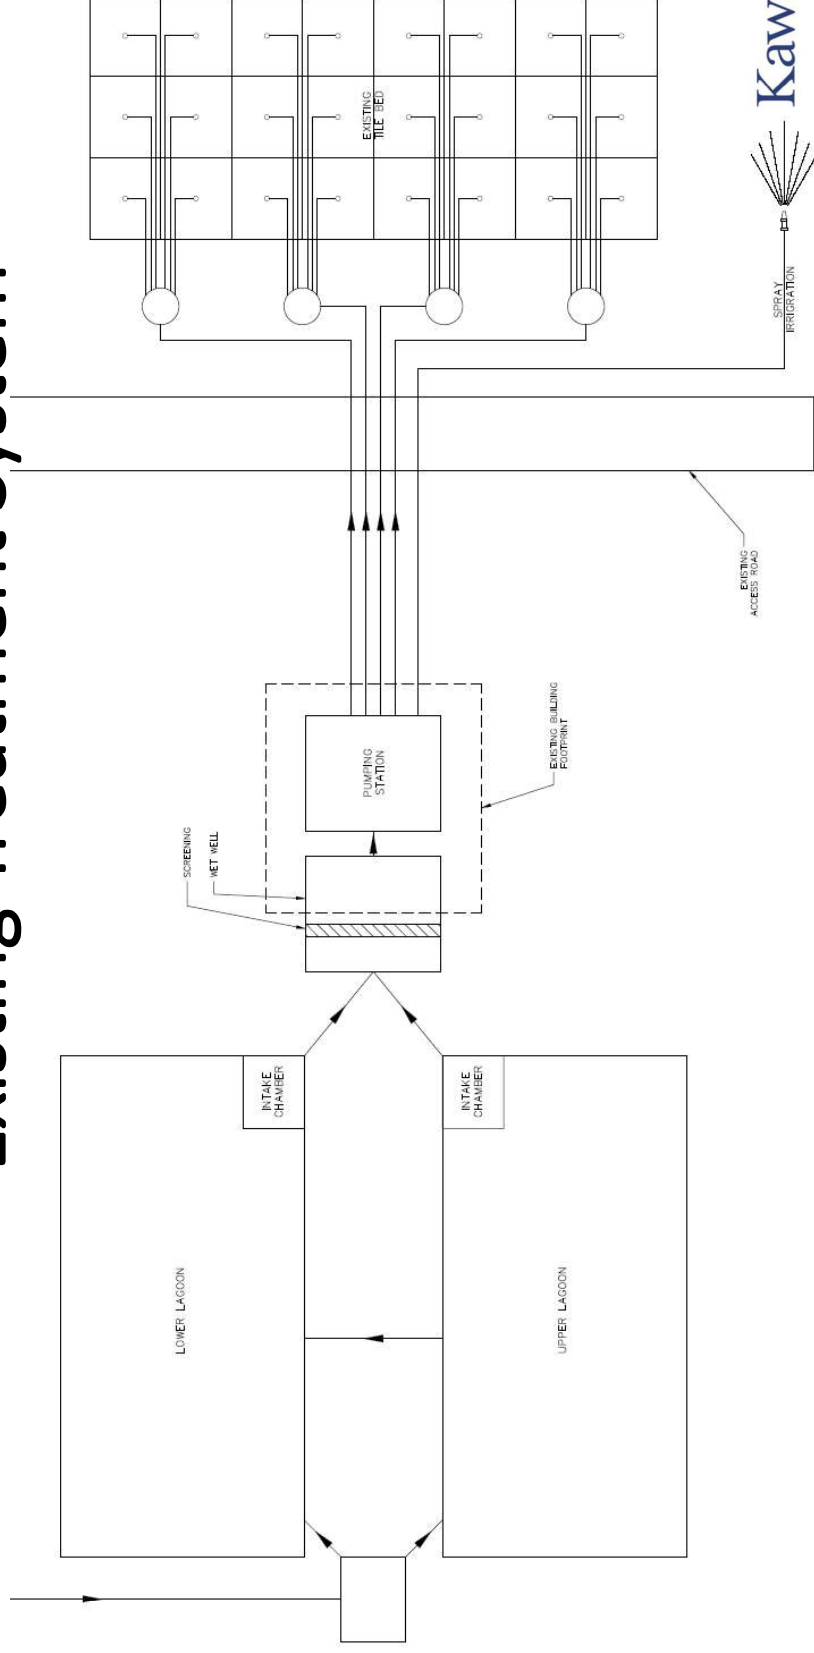 Existing Treatment System
Kaw
EXISTING
TILE BED
SPRAY
IRRIGRATION
EXISTING
ACCESS ROAD
PUMPING
STATION
EXISTING BUILDING
FOOTPRINT
SCREENING
WET WELL
INTAKE
CHAMBER
INTAKE
CHAMBER
LOWER LAGOON
UPPER LAGOON